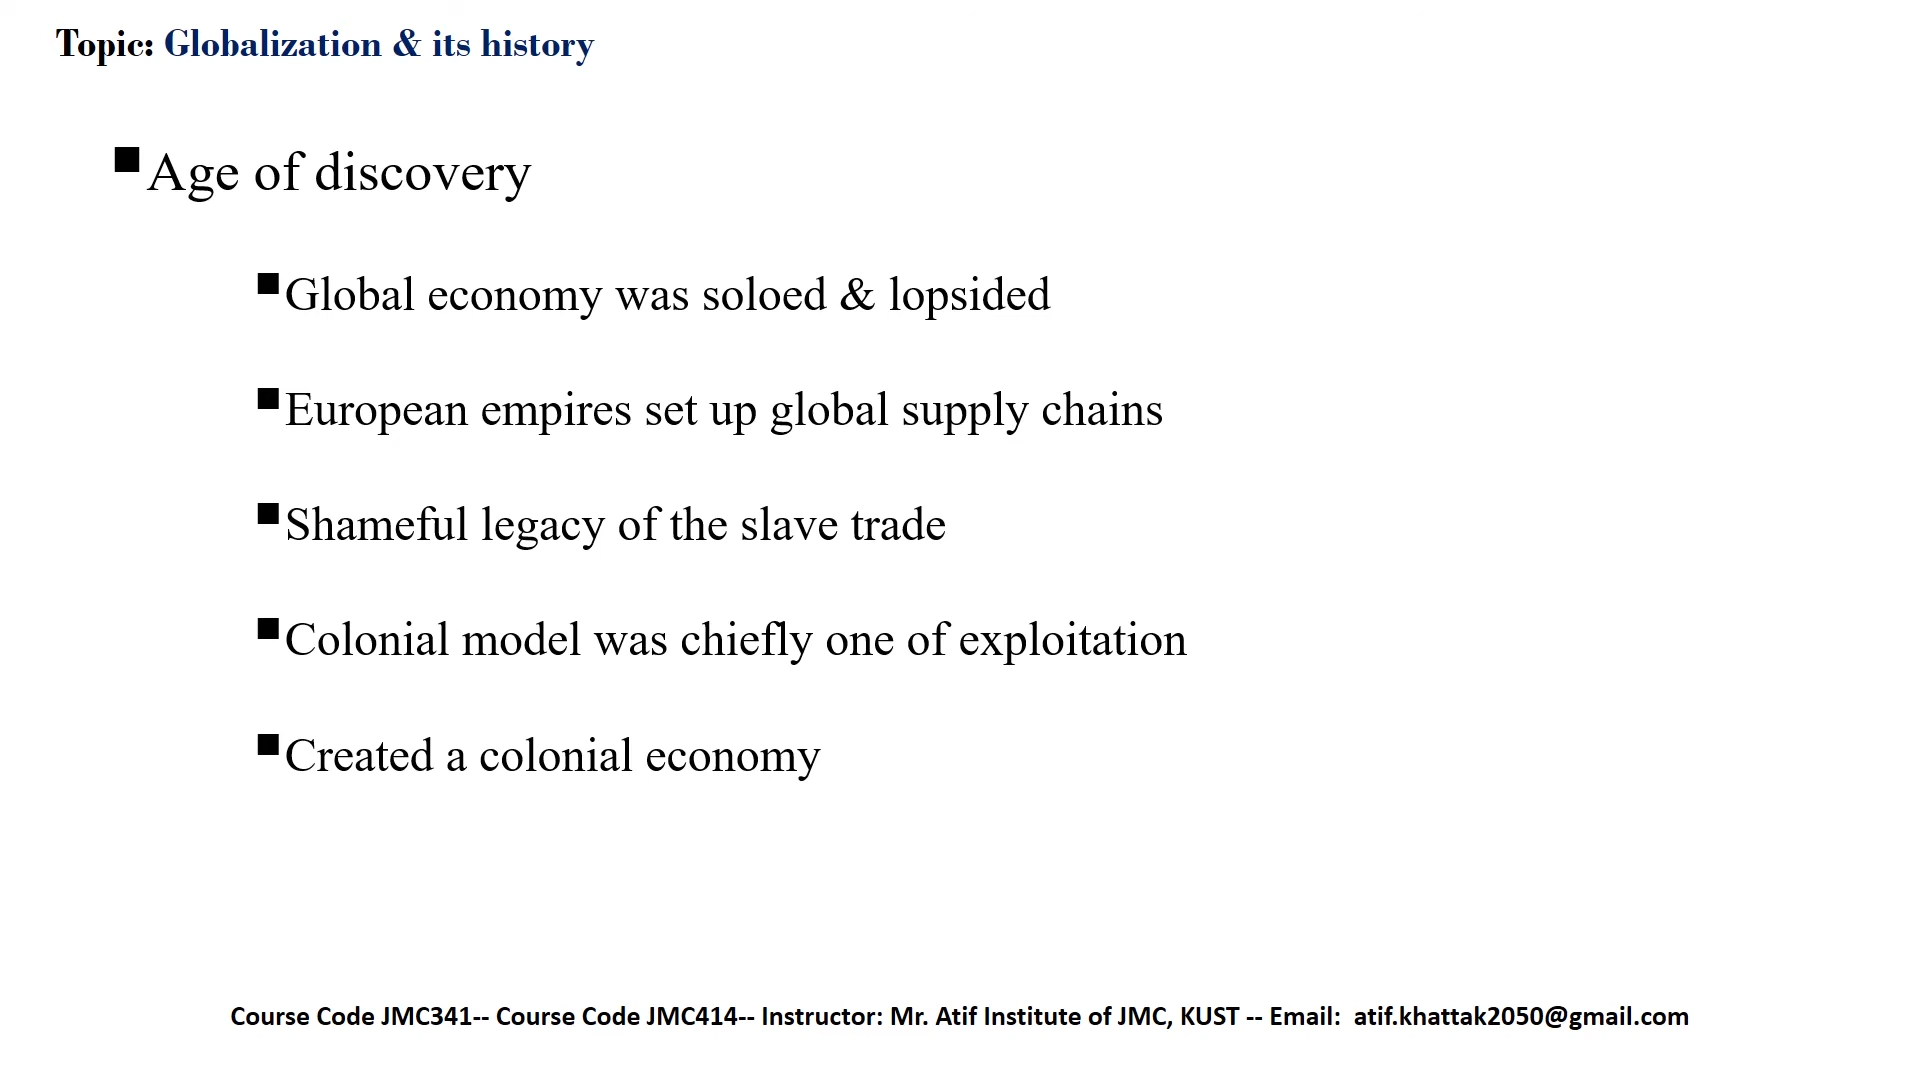 Topic: Globalization & its history
▪Age of discovery
▪Global economy was soloed & lopsided
▪European empires set up global supply chains
▪Shameful legacy of the slave trade
▪Colonial model was chiefly one of exploitation
▪Created a colonial economy
Course Code JMC341-- Course Code JMC414-- Instructor: Mr. Atif Institute of JMC, KUST -- Email:  atif.khattak2050@gmail.com